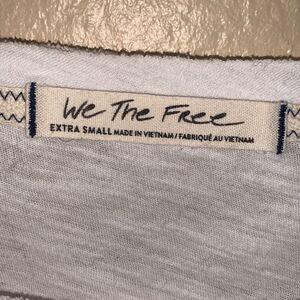 We The Free
EXTRA SMALL MADE IN VIETNAM / FABRIQUÉ AU VIETNAM